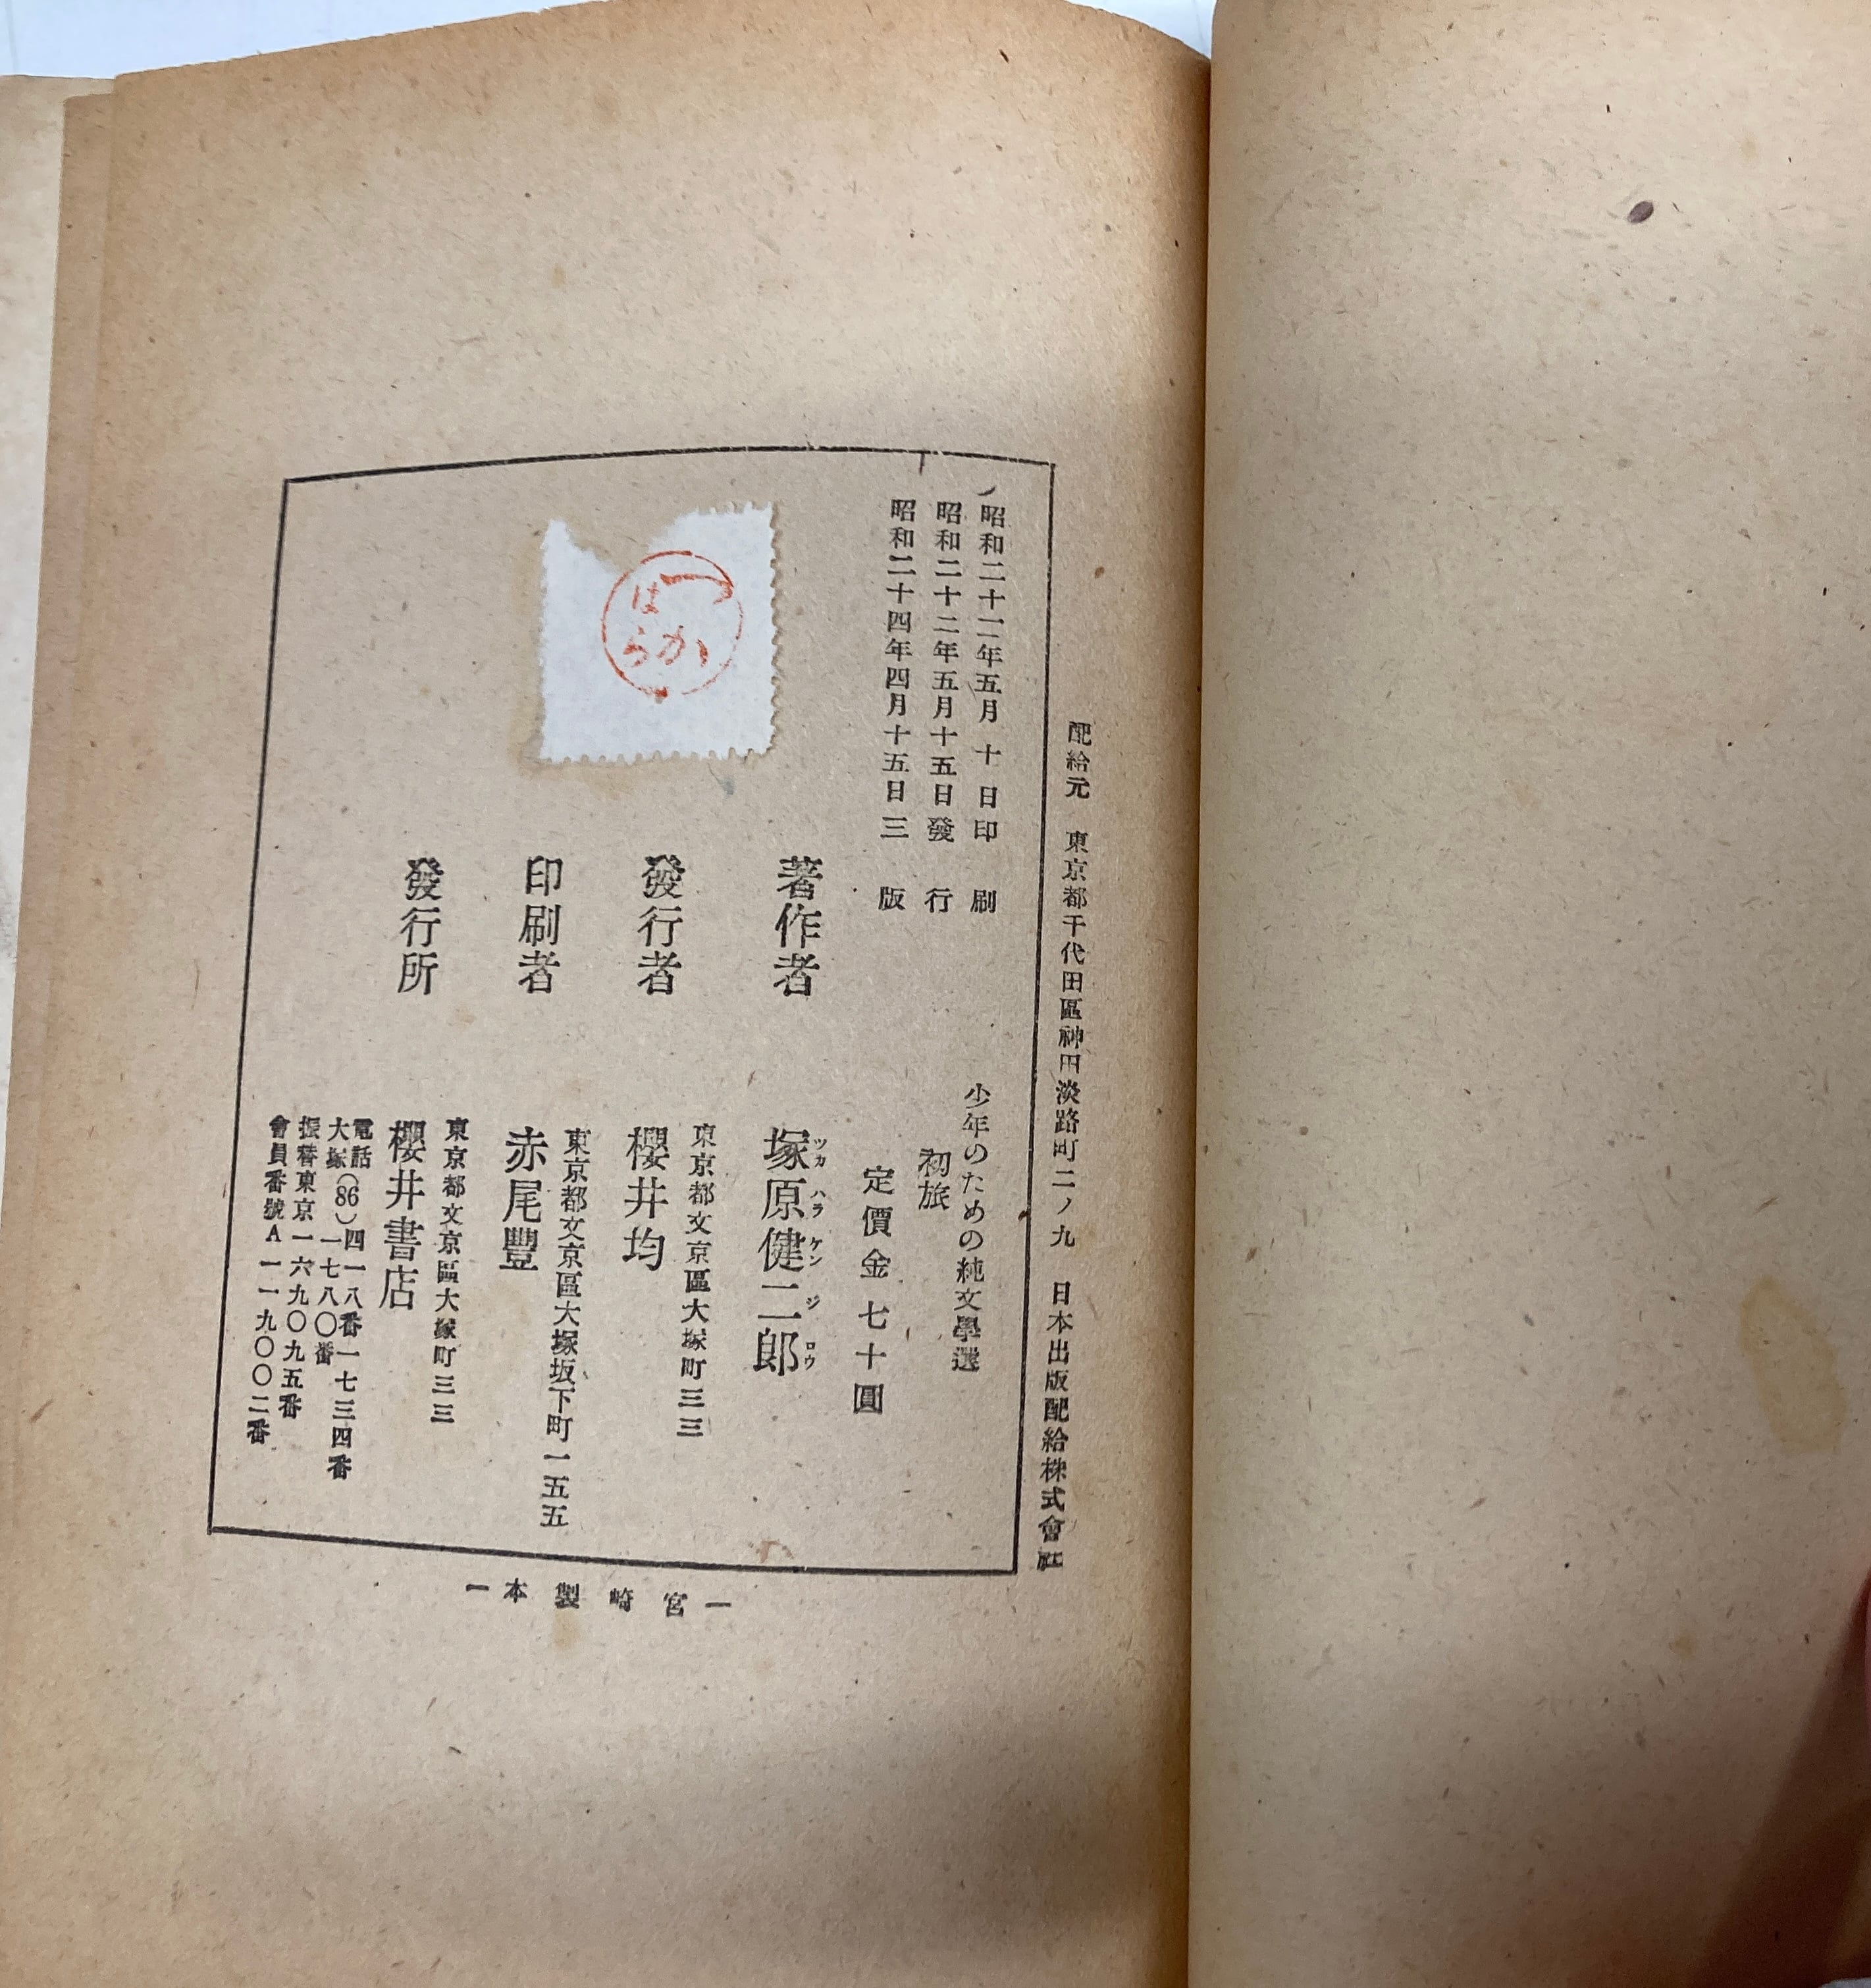 配給元 東京都千代田區神田淡路町二ノ九 日本出版配給株式會社
昭和二十二年五月十日印刷
昭和二十二年五月十五日發行
昭和二十四年四月十五日三版
少年のための純文學選
初旅
定價金七十圓
著作者 塚原健二郎
ツカハラケンジロウ
發行者
東京都文京區大塚町三三
櫻井均
印刷者
東京都文京區大塚坂下町一五五
赤尾豐
發行所
東京都文京區大塚町三三
櫻井書店
電話
大塚(86)
四一八番一七三四番
一七八〇番
振替東京一六九〇九五番
會員番號A一一九〇〇二番
つかはら
―宮崎製本―